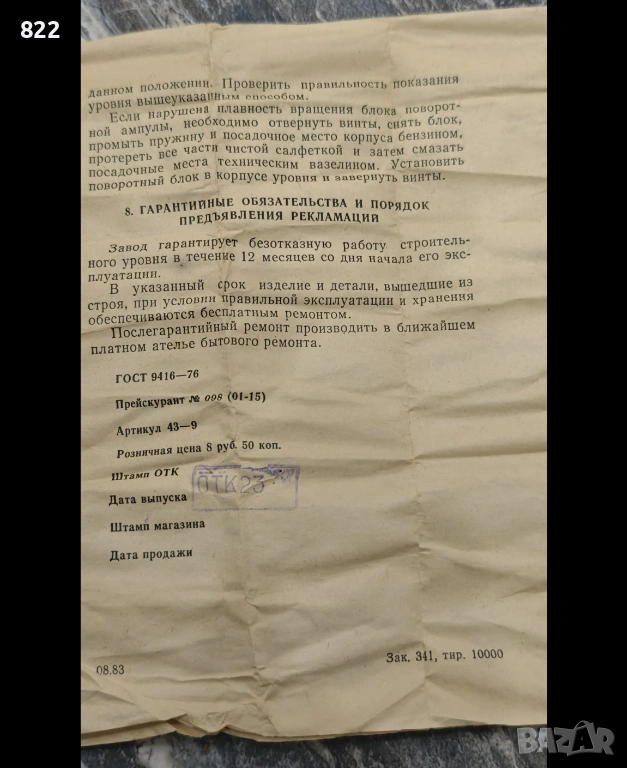 822
данном положении. Проверить правильность показания
уровня вышеуказанным способом.
Если нарушена плавность вращения блока поворот-
ной ампулы, необходимо отвернуть винты, снять блок,
промыть пружину и посадочное место корпуса бензином,
протереть все части чистой салфеткой и затем смазать
посадочные места техническим вазелином. Установить
поворотный блок в корпусе уровня и завернуть винты.
8. ГАРАНТИЙНЫЕ ОБЯЗАТЕЛЬСТВА И ПОРЯДОК
ПРЕДЪЯВЛЕНИЯ РЕКЛАМАЦИЙ
Завод гарантирует безотказную работу строитель-
ного уровня в течение 12 месяцев со дня начала его экс-
плуатации.
В указанный срок изделие и детали, вышедшие из
строя, при условии правильной эксплуатации и хранения
обеспечиваются бесплатным ремонтом.
Послегарантийный ремонт производить в ближайшем
платном ателье бытового ремонта.
ГОСТ 9416—76
Прейскурант № 098 (01-15)
Артикул 43—9
Розничная цена 8 руб. 50 коп.
Штамп ОТК
ОТК23
Дата выпуска
Штамп магазина
Дата продажи
08.83
Зак. 341, тир. 10000
BAZAR